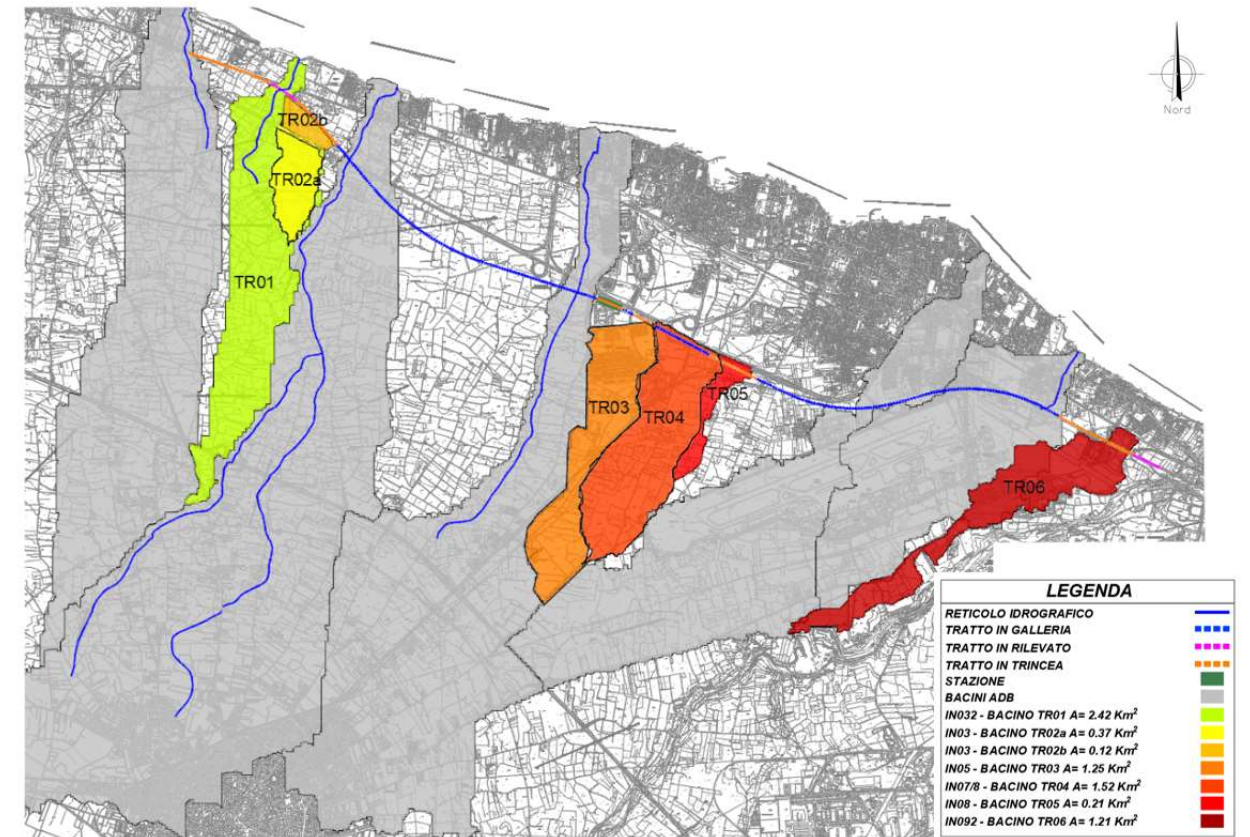 Nord
TR02b
TR02a
TR01
TR03
TR04
TR05
TR06
LEGENDA
RETICOLO IDROGRAFICO
TRATTO IN GALLERIA
TRATTO IN RILEVATO
TRATTO IN TRINCEA
STAZIONE
BACINI ADB
IN032 - BACINO TR01 A= 2.42 Km²
IN03 - BACINO TR02a A= 0.37 Km²
IN03 - BACINO TR02b A= 0.12 Km²
IN05 - BACINO TR03 A= 1.25 Km²
IN07/8 - BACINO TR04 A= 1.52 Km²
IN08 - BACINO TR05 A= 0.21 Km²
IN092 - BACINO TR06 A= 1.21 Km²